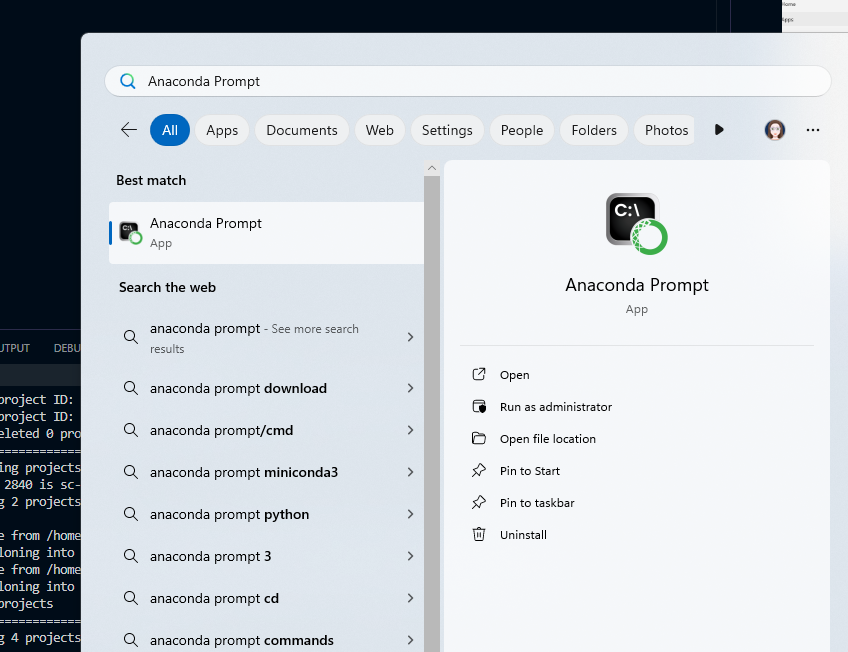 Home
Apps
Anaconda Prompt
All
Apps
Documents
Web
Settings
People
Folders
Photos
Best match
Anaconda Prompt
App
Search the web
anaconda prompt - See more search
results
anaconda prompt download
anaconda prompt/cmd
anaconda prompt miniconda3
anaconda prompt python
anaconda prompt 3
anaconda prompt cd
anaconda prompt commands
C:\
Anaconda Prompt
App
Open
Run as administrator
Open file location
Pin to Start
Pin to taskbar
Uninstall
UTPUT DEBU
project ID:
project ID:
eleted 0 pro
=============
ing projects
2840 is sc-
g 2 projects
e from /home
loning into
e from /home
loning into
projects
=============
g 4 projects